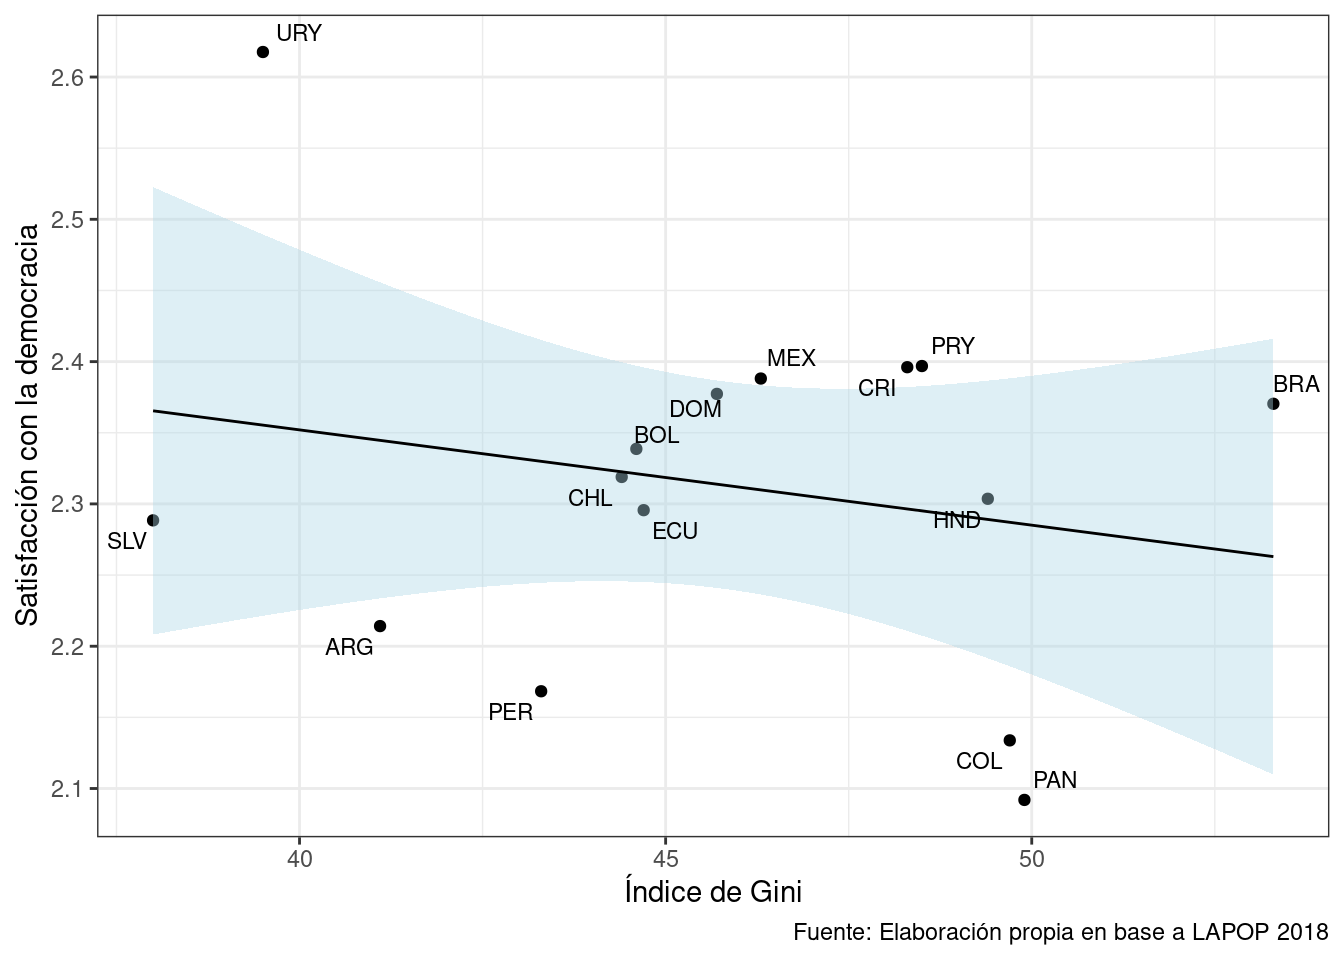 URY
2.6
2.5
2.4
2.3
2.2
2.1
Satisfacción con la democracia
MEX
PRY
CRI
BRA
DOM
BOL
CHL
HND
ECU
SLV
ARG
PER
COL
PAN
40
45
50
Índice de Gini
Fuente: Elaboración propia en base a LAPOP 2018